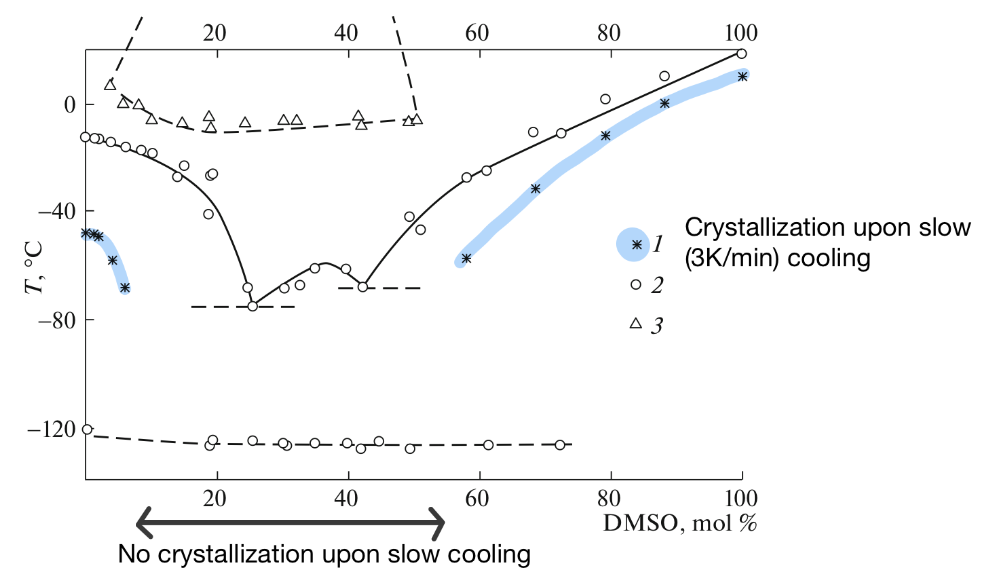 20 40 60 80 100
0
−40
−80
−120
T, °C
Crystallization upon slow
(3K/min) cooling
1
2
3
20 40 60 80 100
DMSO, mol %
No crystallization upon slow cooling